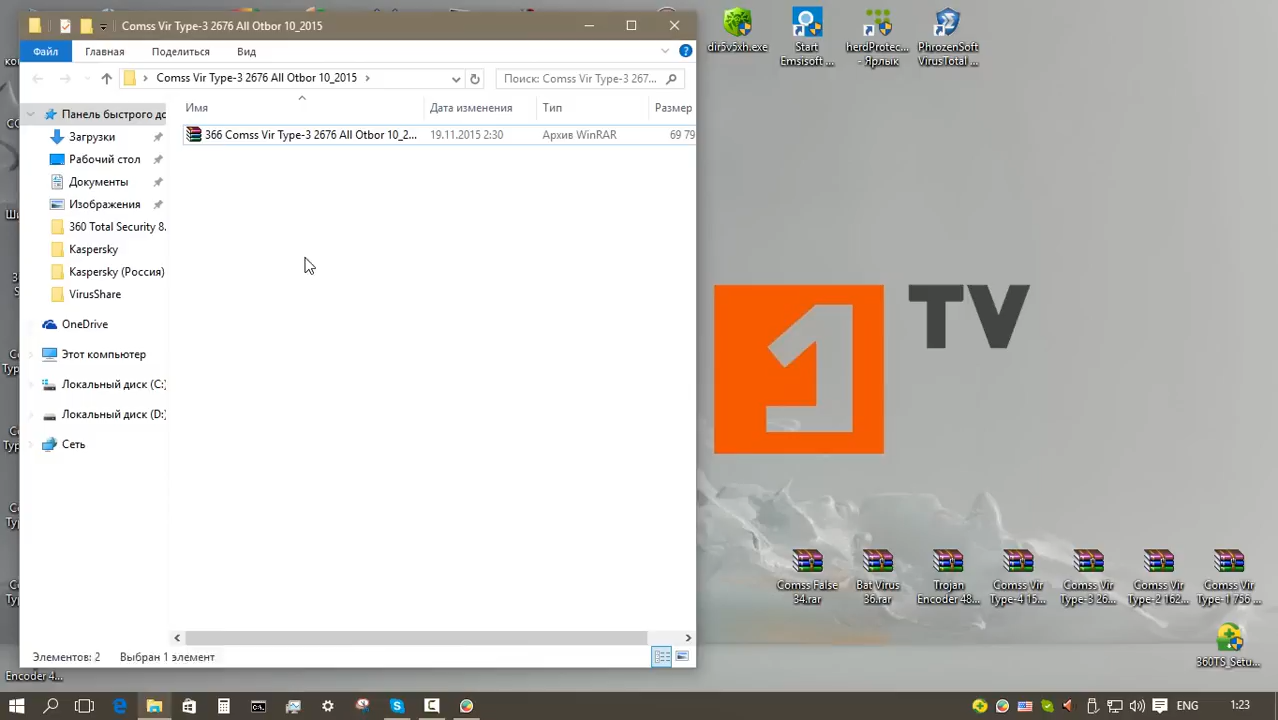 Comss Vir Type-3 2676 All Otbor 10_2015
Файл
Главная
Поделиться
Вид
Comss Vir Type-3 2676 All Otbor 10_2015
Поиск: Comss Vir Type-3 267...
Имя
Дата изменения
Тип
Размер
366 Comss Vir Type-3 2676 All Otbor 10_2...
19.11.2015 2:30
Архив WinRAR
69 79
Панель быстрого до
Загрузки
Рабочий стол
Документы
Изображения
360 Total Security 8.
Kaspersky
Kaspersky (Россия)
VirusShare
OneDrive
Этот компьютер
Локальный диск (C:)
Локальный диск (D:)
Сеть
Элементов: 2
Выбран 1 элемент
Encoder 4...
dir5v5xh.exe
Start
Emsisoft ...
herdProtec...
- Ярлык
PhrozenSoft
VirusTotal ...
1
TV
Comss False
34.rar
Bat Virus
36.rar
Trojan
Encoder 48...
Comss Vir
Type-4 15...
Comss Vir
Type-3 26...
Comss Vir
Type-2 162...
Comss Vir
Type-1 756 ...
360TS_Setu...
ENG
1:23